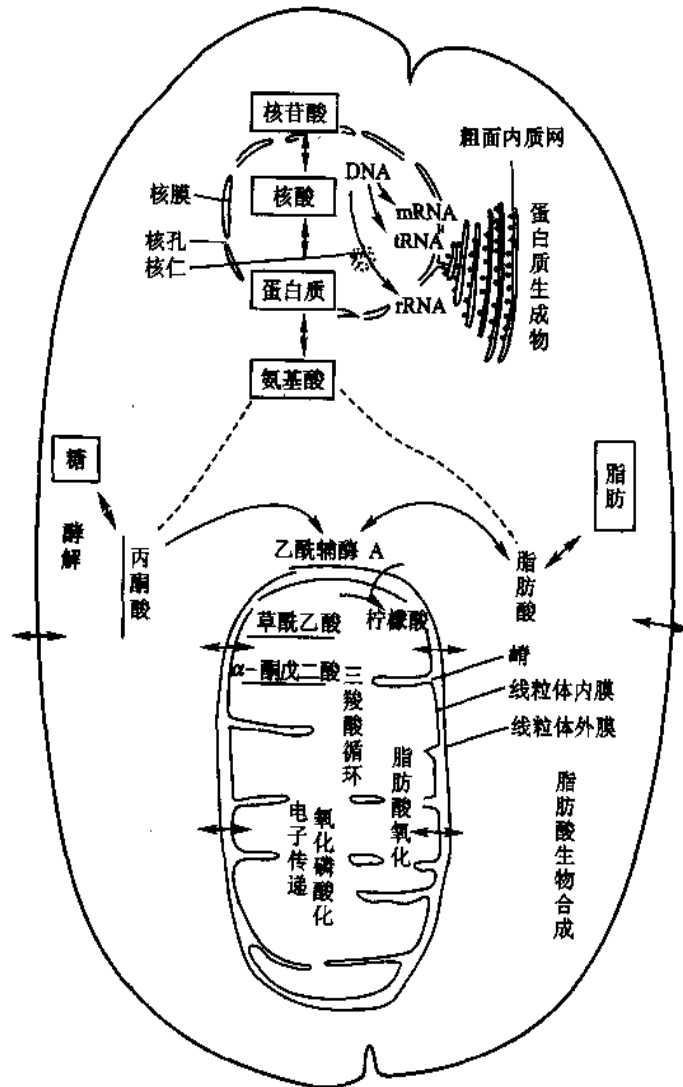 核苷酸
粗面内质网
DNA
核膜
核酸
mRNA
蛋白质生成物
核孔
tRNA
核仁
蛋白质
rRNA
氨基酸
糖
脂肪
酵解
丙酮酸
乙酰辅酶 A
脂肪酸
草酰乙酸
柠檬酸
α-酮戊二酸
三羧酸循环
嵴
线粒体内膜
线粒体外膜
脂肪酸氧化
脂肪酸生物合成
电子传递
氧化磷酸化